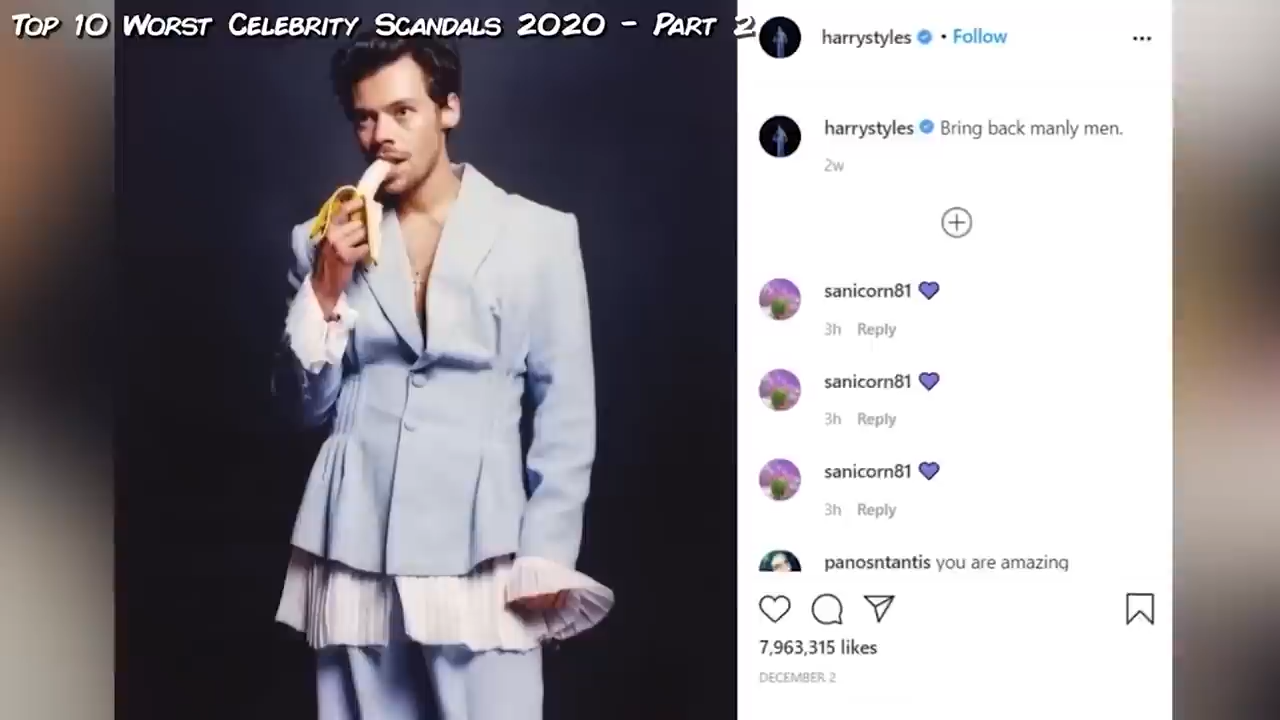 Top 10 Worst Celebrity Scandals 2020 - Part 2
harrystyles • Follow
harrystyles Bring back manly men.
2w
sanicorn81 💜
3h Reply
sanicorn81 💜
3h Reply
sanicorn81 💜
3h Reply
panosntantis you are amazing
7,963,315 likes
DECEMBER 2